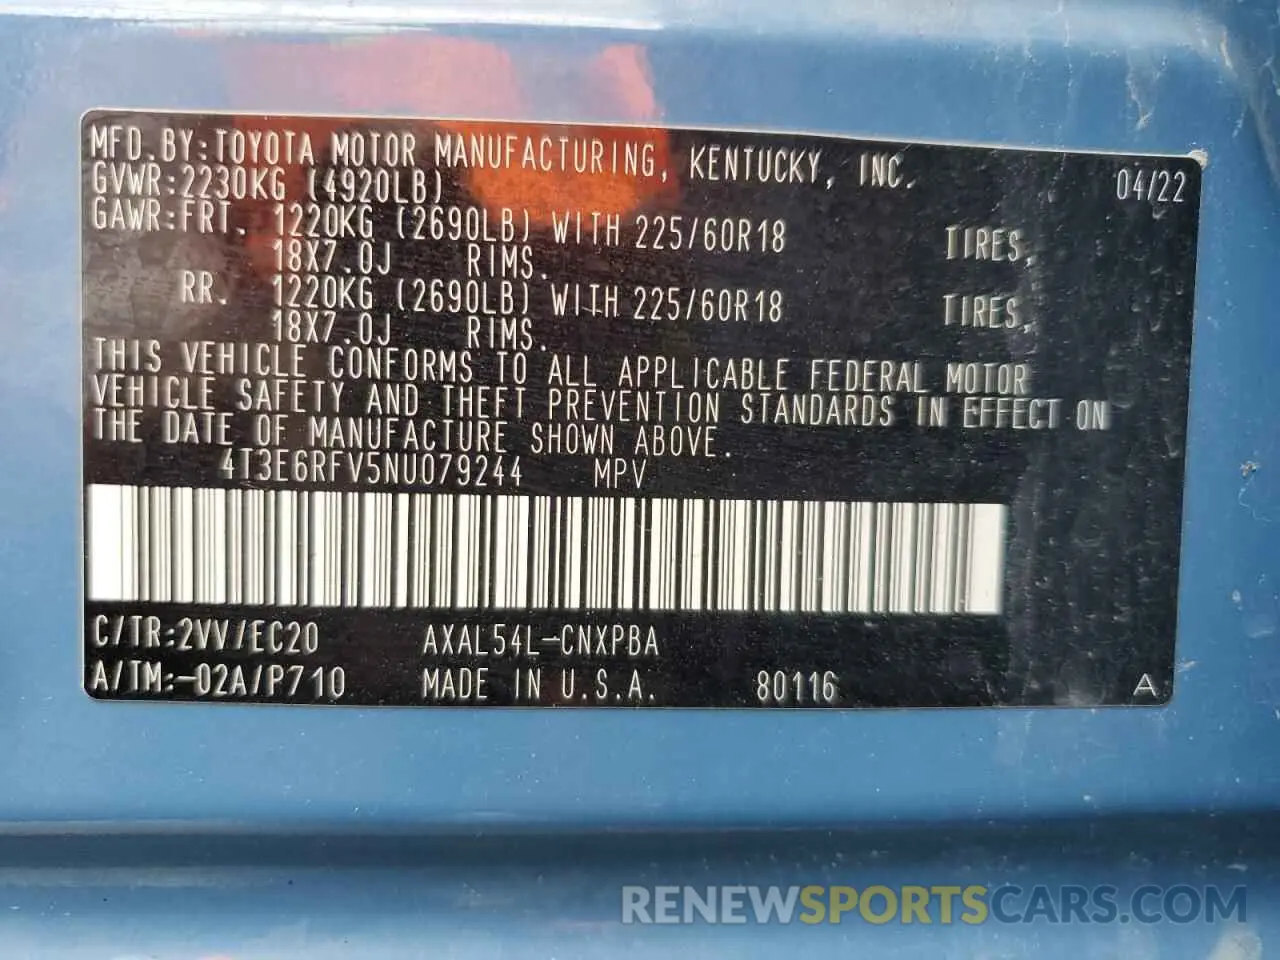 MFD. BY: TOYOTA MOTOR MANUFACTURING, KENTUCKY, INC.
GVWR: 2230KG (4920LB) 04/22
GAWR: FRT. 1220KG (2690LB) WITH 225/60R18 TIRES,
18X7.0J RIMS.
RR. 1220KG (2690LB) WITH 225/60R18 TIRES,
18X7.0J RIMS.
THIS VEHICLE CONFORMS TO ALL APPLICABLE FEDERAL MOTOR
VEHICLE SAFETY AND THEFT PREVENTION STANDARDS IN EFFECT ON
THE DATE OF MANUFACTURE SHOWN ABOVE.
4T3E6RFV5NU079244 MPV
C/TR: 2VV/EC20 AXAL54L-CNXPBA
A/TM: -02A/P710 MADE IN U.S.A. 80116 A
RENEWSPORTSCARS.COM